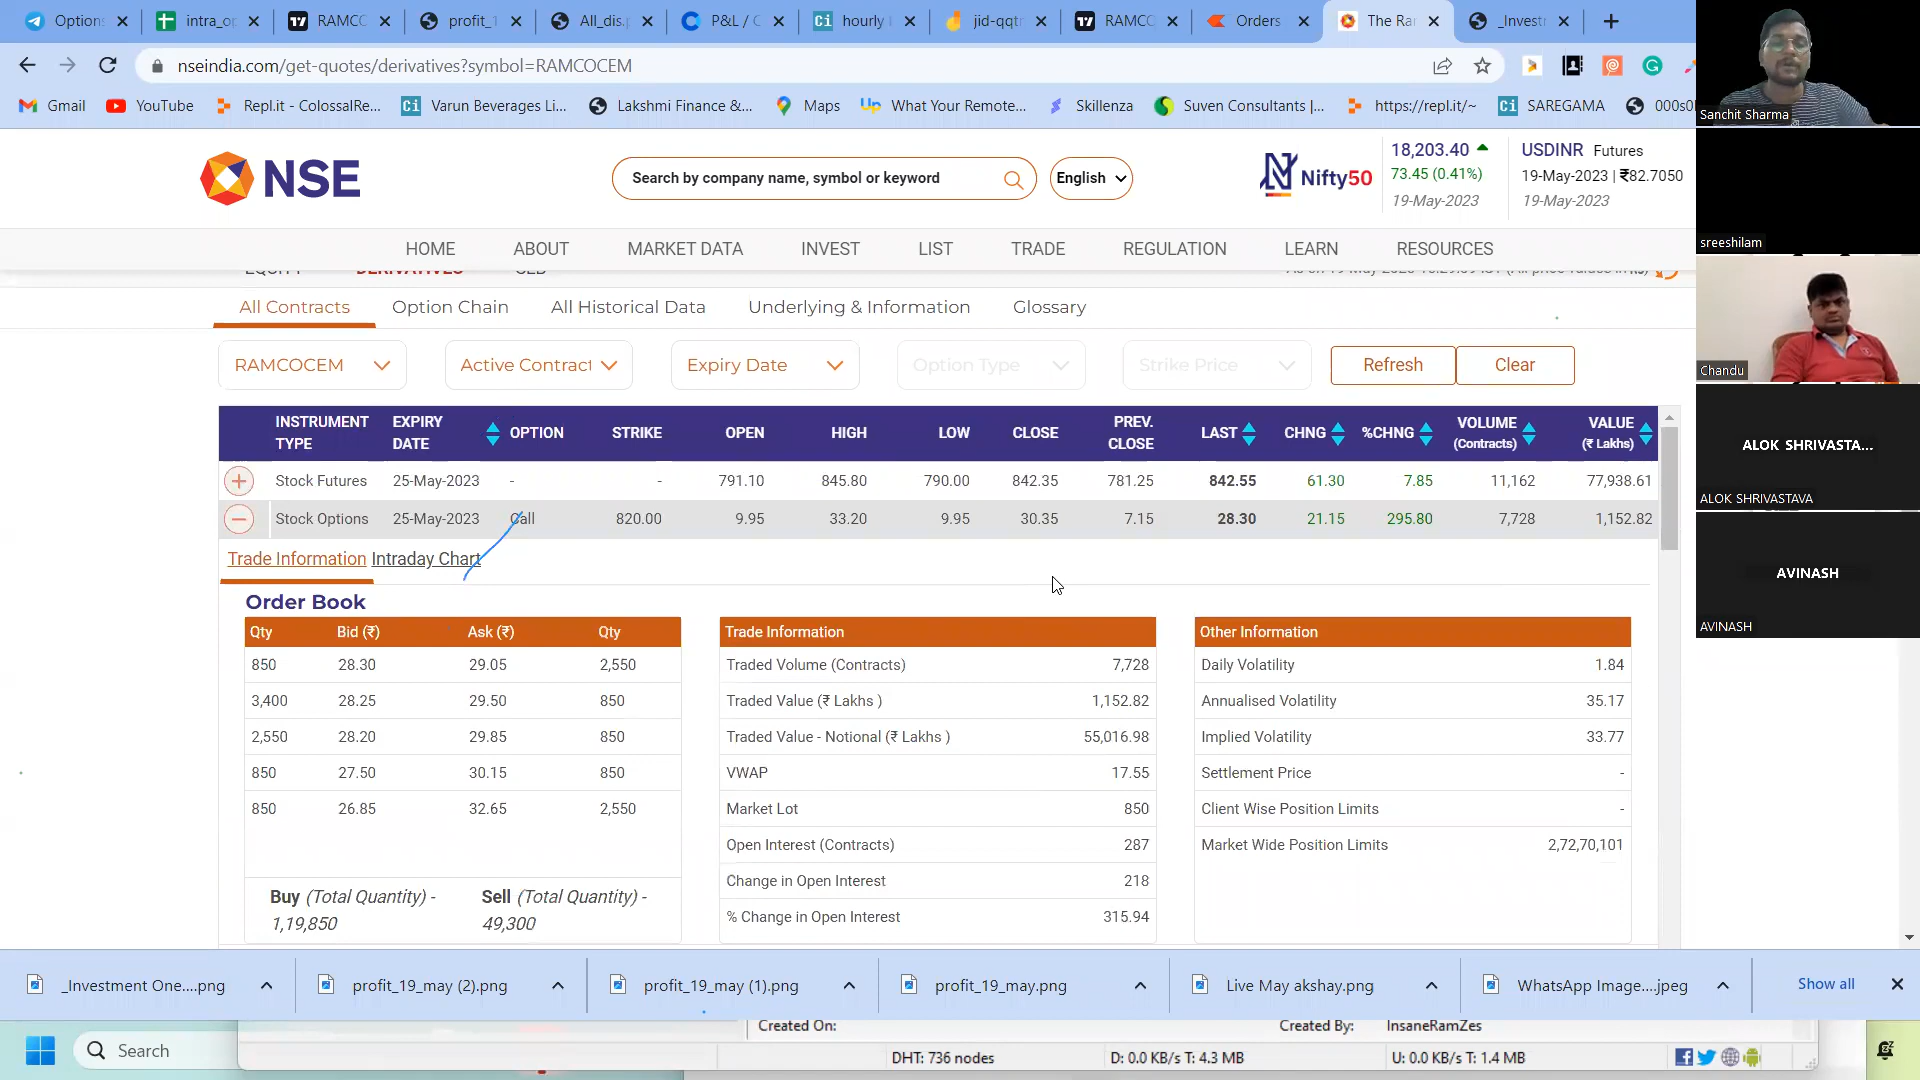 Options
intra_op
RAMCO
profit_1
All_dis.p
P&L / C
hourly
jid-qqtr
RAMCO
Orders
The Ra
_Investr
nseindia.com/get-quotes/derivatives?symbol=RAMCOCEM
Gmail YouTube Repl.it - ColossalRe... Varun Beverages Li... Lakshmi Finance &... Maps What Your Remote... Skillenza Suven Consultants |... https://repl.it/~ SAREGAMA 000s0
Sanchit Sharma
NSE
Search by company name, symbol or keyword
English
Nifty50
18,203.40
73.45 (0.41%)
19-May-2023
USDINR Futures
19-May-2023 | ₹82.7050
19-May-2023
sreeshilam
HOME ABOUT MARKET DATA INVEST LIST TRADE REGULATION LEARN RESOURCES
EQUITY DERIVATIVES
All Contracts Option Chain All Historical Data Underlying & Information Glossary
RAMCOCEM Active Contract Expiry Date Option Type Strike Price Refresh Clear
Chandu
INSTRUMENT TYPE EXPIRY DATE OPTION STRIKE OPEN HIGH LOW CLOSE PREV. CLOSE LAST CHNG %CHNG VOLUME (Contracts) VALUE (₹ Lakhs)
Stock Futures 25-May-2023 - - 791.10 845.80 790.00 842.35 781.25 842.55 61.30 7.85 11,162 77,938.61
Stock Options 25-May-2023 Call 820.00 9.95 33.20 9.95 30.35 7.15 28.30 21.15 295.80 7,728 1,152.82
ALOK SHRIVASTA...
ALOK SHRIVASTAVA
AVINASH
AVINASH
Trade Information Intraday Chart
Order Book
Qty Bid (₹) Ask (₹) Qty
850 28.30 29.05 2,550
3,400 28.25 29.50 850
2,550 28.20 29.85 850
850 27.50 30.15 850
850 26.85 32.65 2,550
Buy (Total Quantity) - 1,19,850
Sell (Total Quantity) - 49,300
Trade Information
Traded Volume (Contracts) 7,728
Traded Value (₹ Lakhs ) 1,152.82
Traded Value - Notional (₹ Lakhs ) 55,016.98
VWAP 17.55
Market Lot 850
Open Interest (Contracts) 287
Change in Open Interest 218
% Change in Open Interest 315.94
Other Information
Daily Volatility 1.84
Annualised Volatility 35.17
Implied Volatility 33.77
Settlement Price -
Client Wise Position Limits -
Market Wide Position Limits 2,72,70,101
_Investment One....png profit_19_may (2).png profit_19_may (1).png profit_19_may.png Live May akshay.png WhatsApp Image....jpeg Show all
Created On: Created By: InsaneRamZes
Search
DHT: 736 nodes D: 0.0 KB/s T: 4.3 MB U: 0.0 KB/s T: 1.4 MB